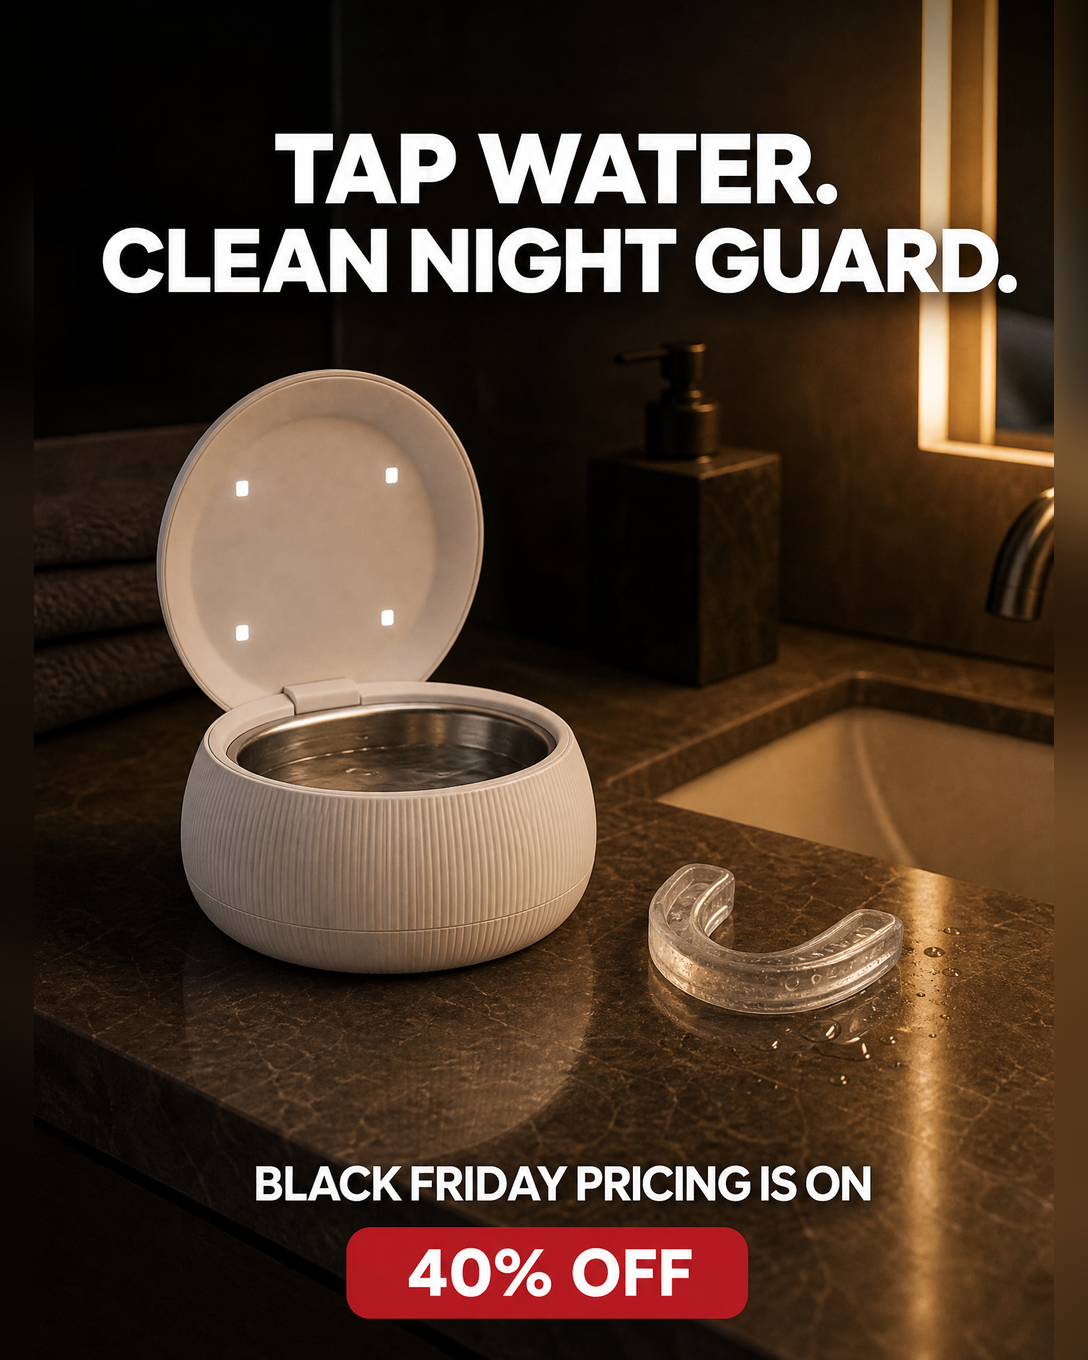 TAP WATER.
CLEAN NIGHT GUARD.
BLACK FRIDAY PRICING IS ON
40% OFF